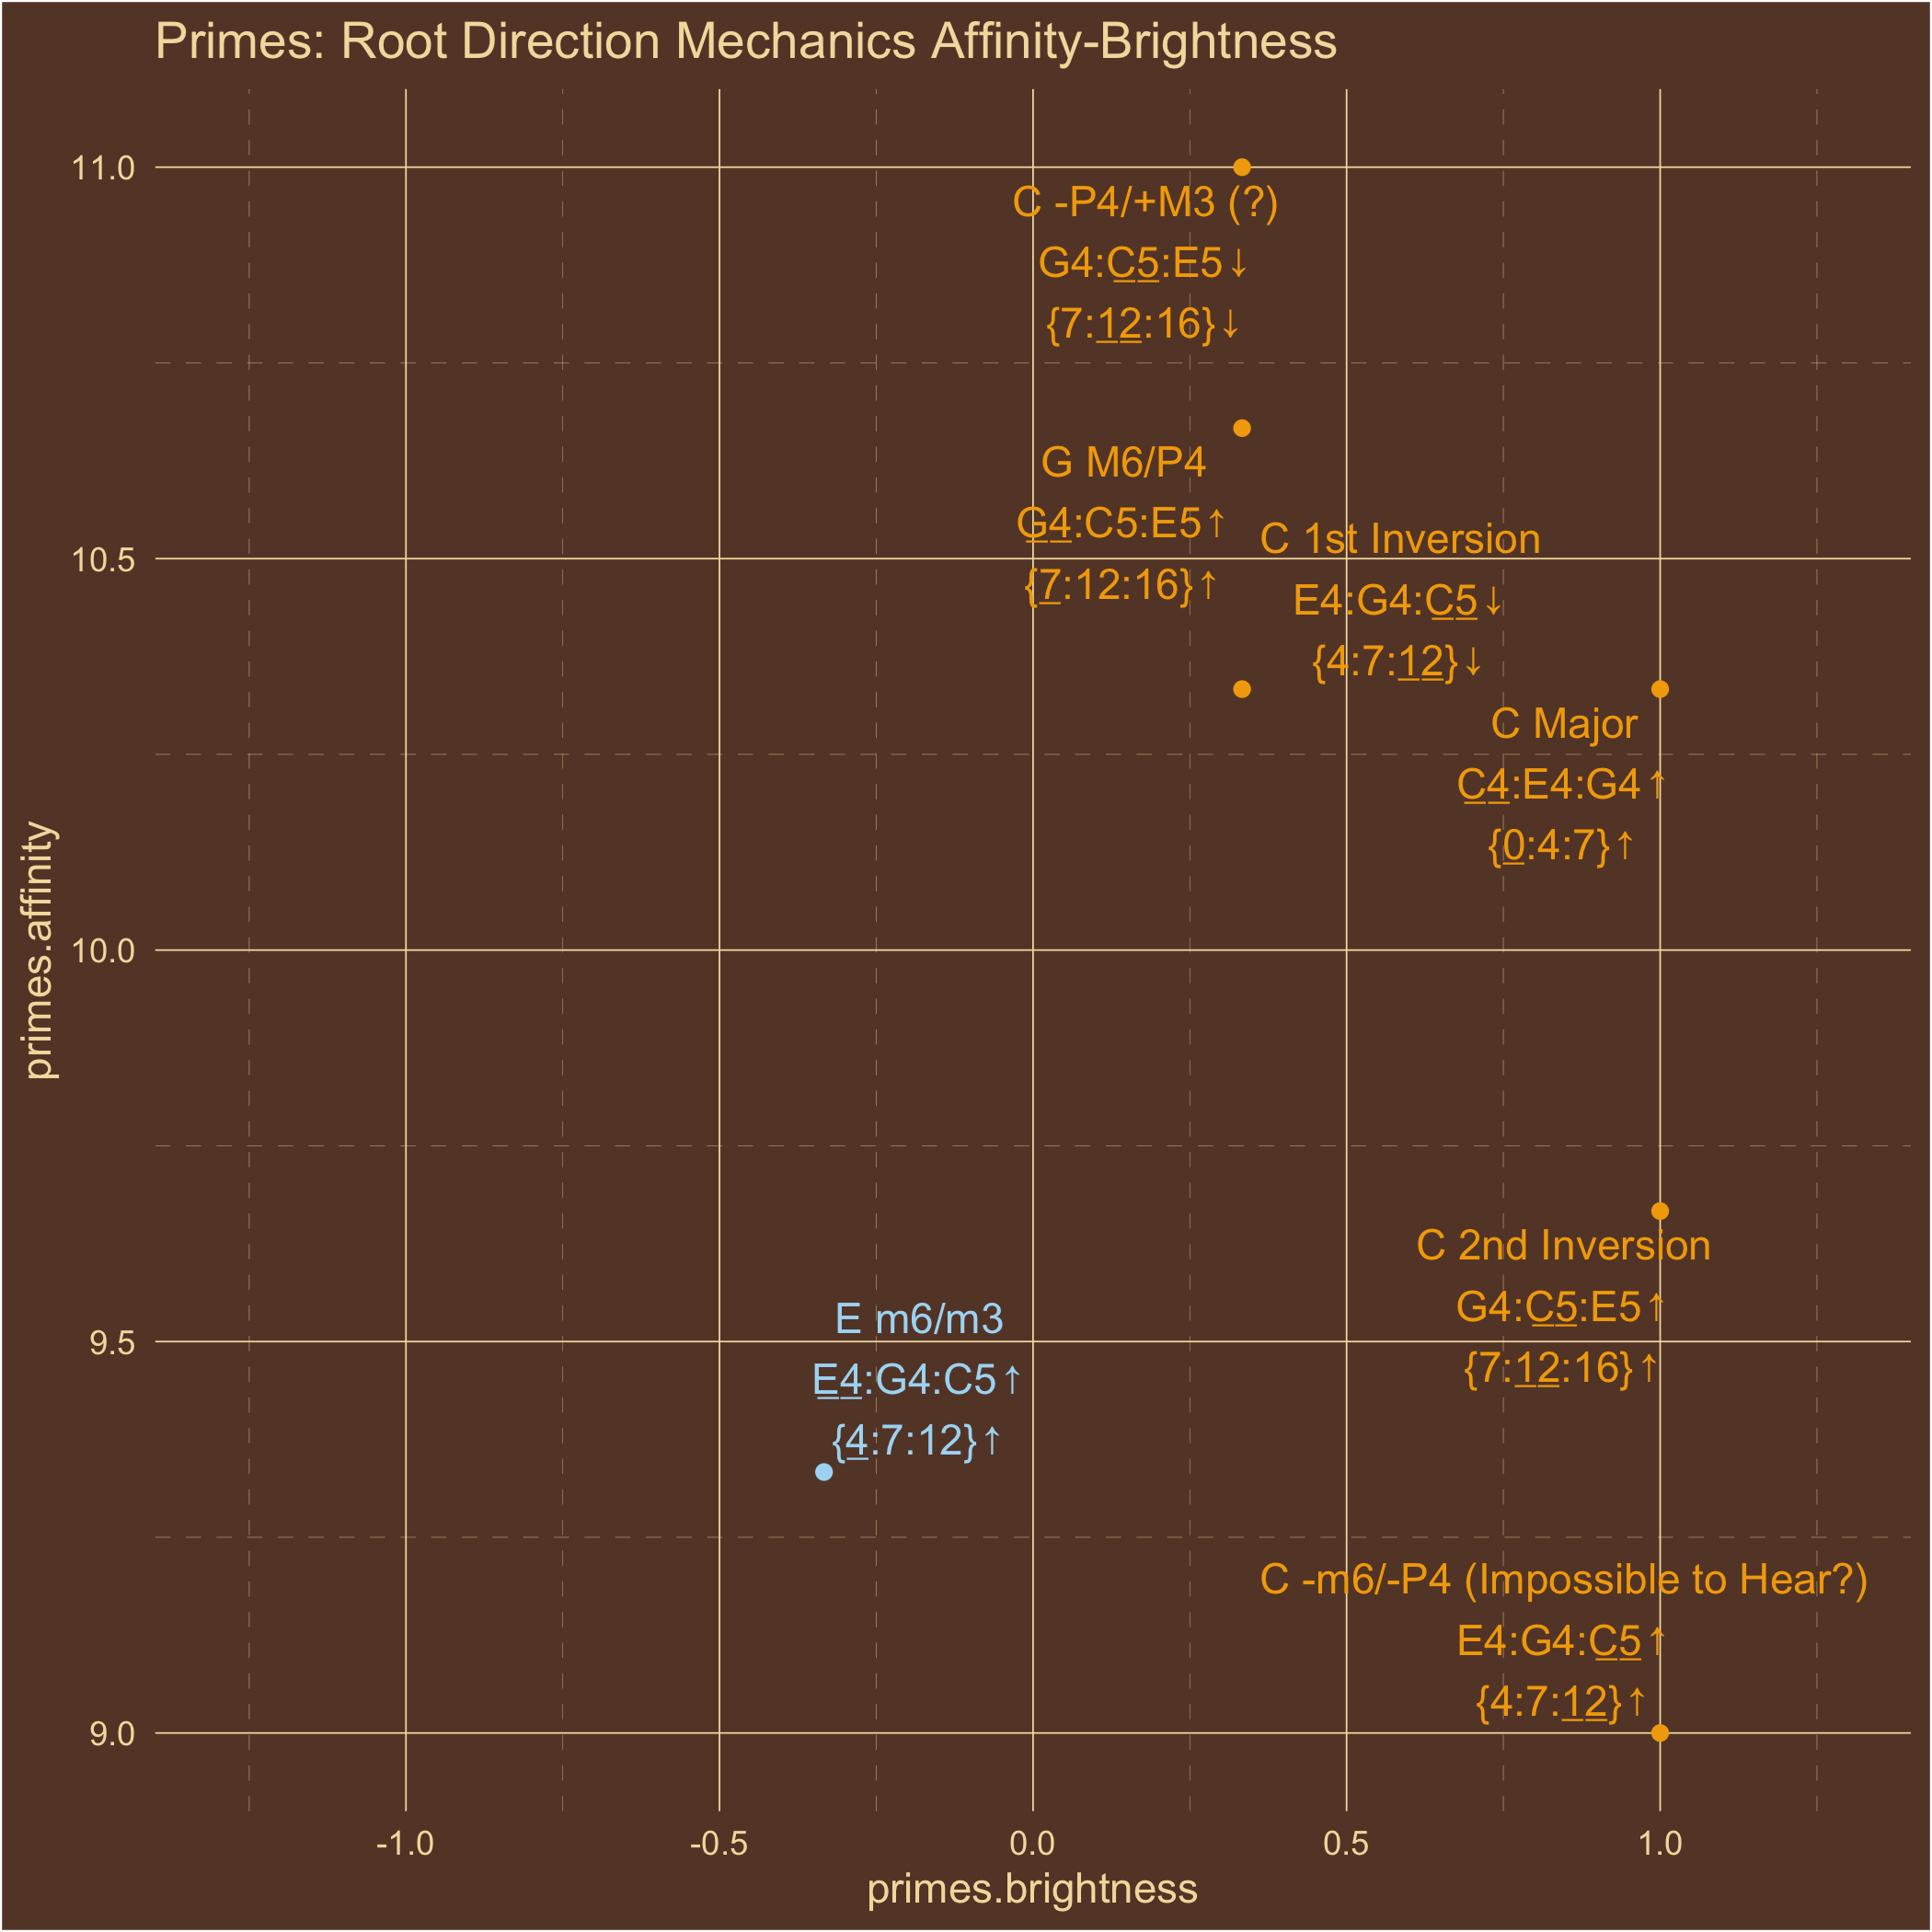 Primes: Root Direction Mechanics Affinity-Brightness
11.0
C -P4/+M3 (?)
G4:C5:E5↓
{7:12:16}↓
G M6/P4
G4:C5:E5↑
{7:12:16}↑
10.5
C 1st Inversion
E4:G4:C5↓
{4:7:12}↓
C Major
C4:E4:G4↑
{0:4:7}↑
10.0
primes.affinity
C 2nd Inversion
G4:C5:E5↑
{7:12:16}↑
9.5
E m6/m3
E4:G4:C5↑
{4:7:12}↑
C -m6/-P4 (Impossible to Hear?)
E4:G4:C5↑
{4:7:12}↑
9.0
-1.0
-0.5
0.0
0.5
1.0
primes.brightness